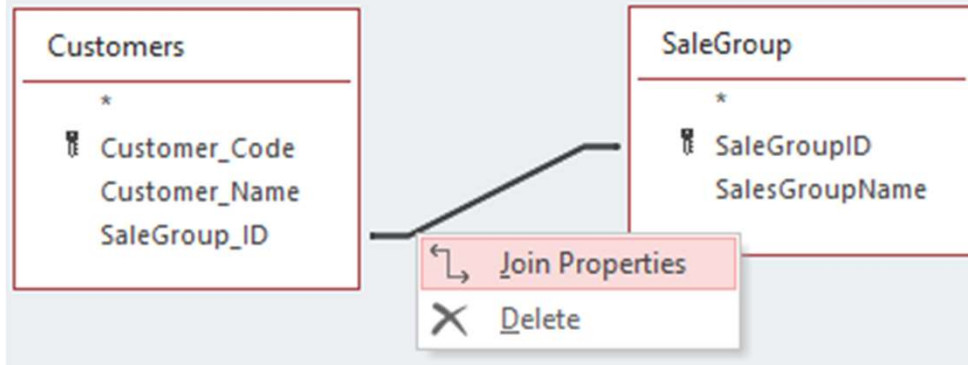 Customers
*
Customer_Code
Customer_Name
SaleGroup_ID
SaleGroup
*
SaleGroupID
SalesGroupName
Join Properties
Delete